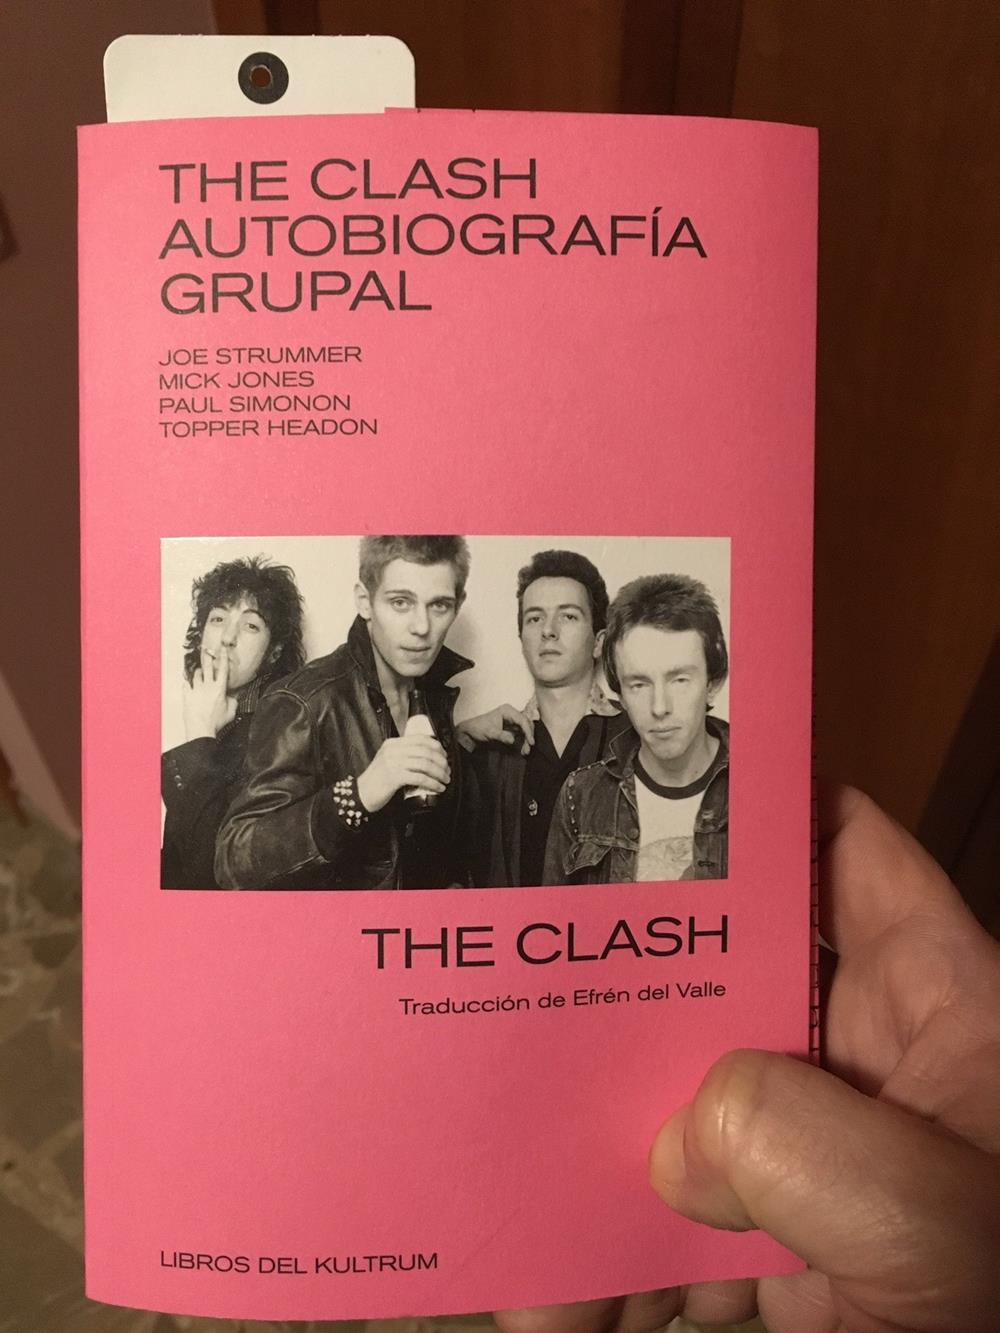 THE CLASH
AUTOBIOGRAFÍA
GRUPAL
JOE STRUMMER
MICK JONES
PAUL SIMONON
TOPPER HEADON
THE CLASH
Traducción de Efrén del Valle
LIBROS DEL KULTRUM